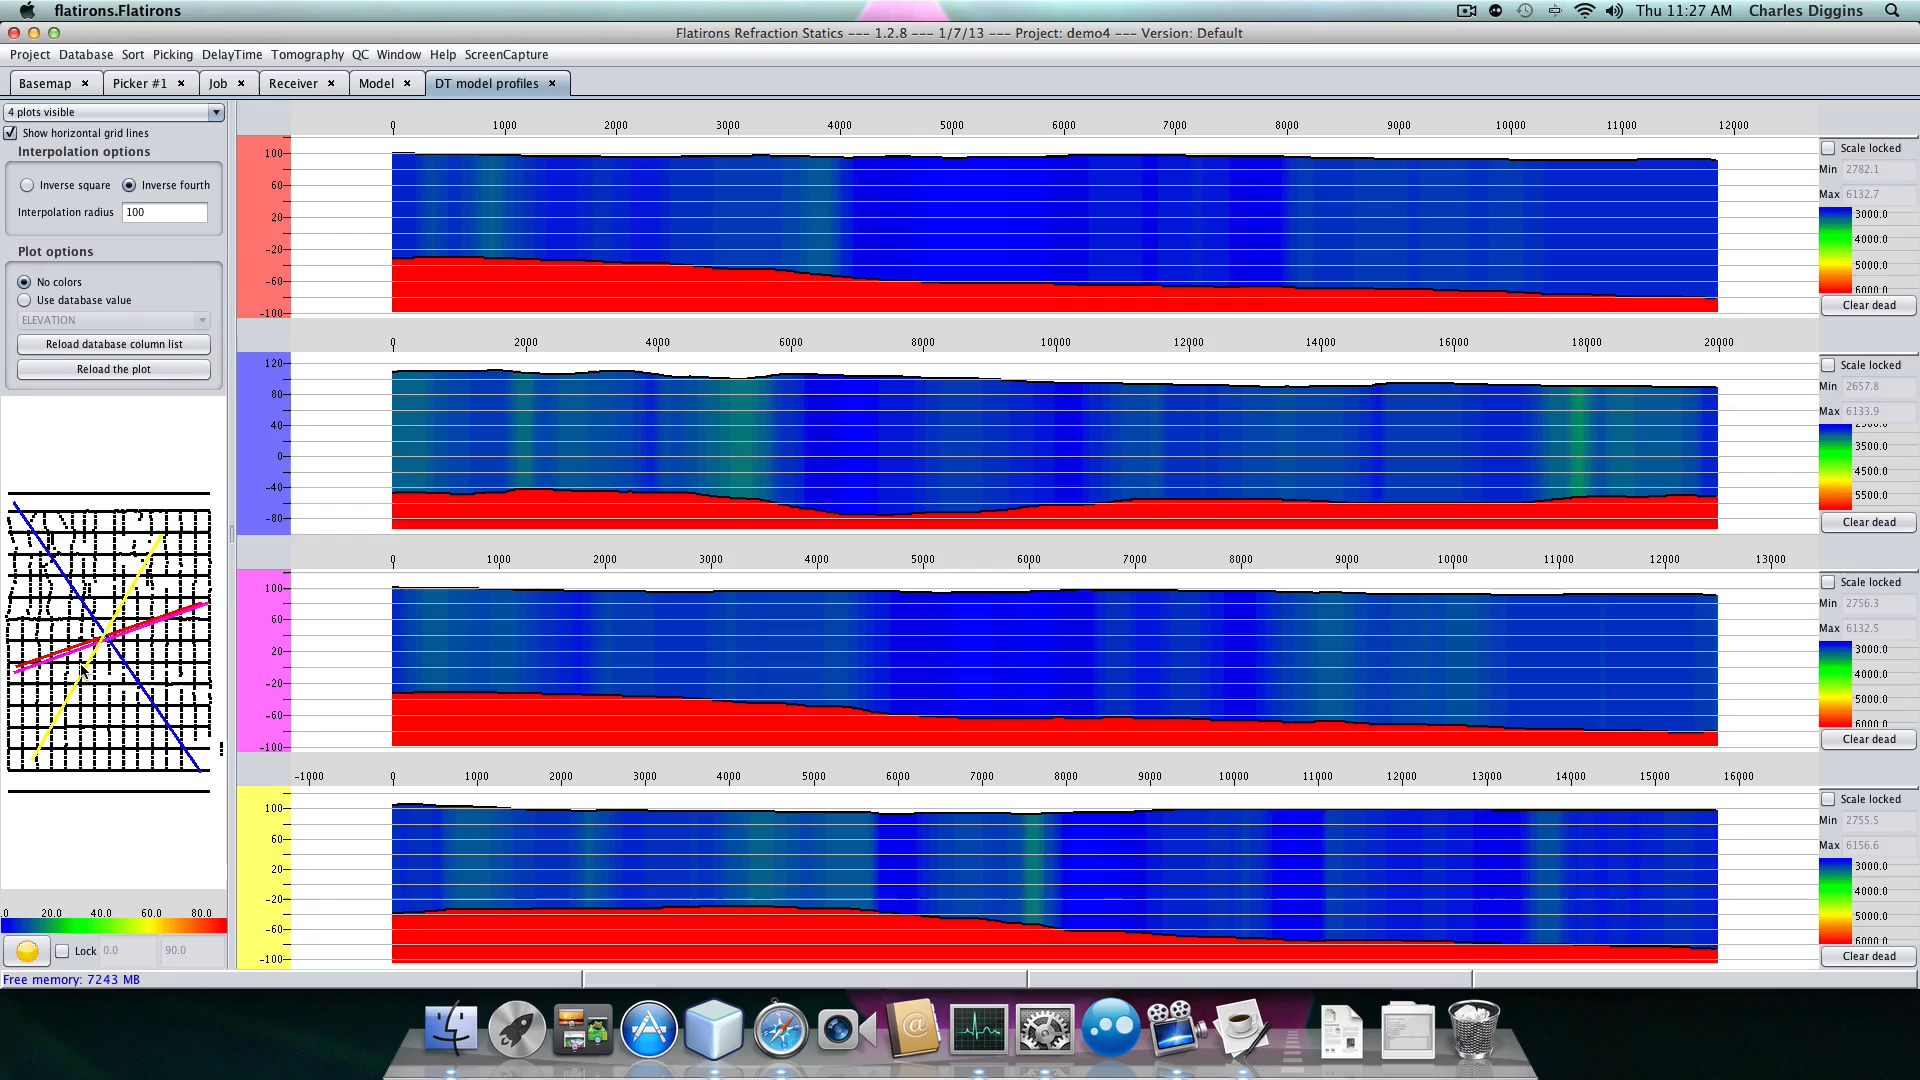 flatirons.Flatirons
Thu 11:27 AM Charles Diggins
Flatirons Refraction Statics --- 1.2.8 --- 1/7/13 --- Project: demo4 --- Version: Default
Project Database Sort Picking DelayTime Tomography QC Window Help ScreenCapture
Basemap Picker #1 Job Receiver Model DT model profiles
4 plots visible
Show horizontal grid lines
Interpolation options
Inverse square Inverse fourth
Interpolation radius 100
Plot options
No colors
Use database value
ELEVATION
Reload database column list
Reload the plot
.0 20.0 40.0 60.0 80.0
Lock 0.0 90.0
Free memory: 7243 MB
0 1000 2000 3000 4000 5000 6000 7000 8000 9000 10000 11000 12000
100
60
20
-20
-60
-100
Scale locked
Min 2782.1
Max 6132.7
3000.0
4000.0
5000.0
6000.0
Clear dead
0 2000 4000 6000 8000 10000 12000 14000 16000 18000 20000
120
80
40
0
-40
-80
Scale locked
Min 2657.8
Max 6133.9
2500.0
3500.0
4500.0
5500.0
Clear dead
0 1000 2000 3000 4000 5000 6000 7000 8000 9000 10000 11000 12000 13000
100
60
20
-20
-60
-100
Scale locked
Min 2756.3
Max 6132.5
3000.0
4000.0
5000.0
6000.0
Clear dead
-1000 0 1000 2000 3000 4000 5000 6000 7000 8000 9000 10000 11000 12000 13000 14000 15000 16000
100
60
20
-20
-60
-100
Scale locked
Min 2755.5
Max 6156.6
3000.0
4000.0
5000.0
6000.0
Clear dead